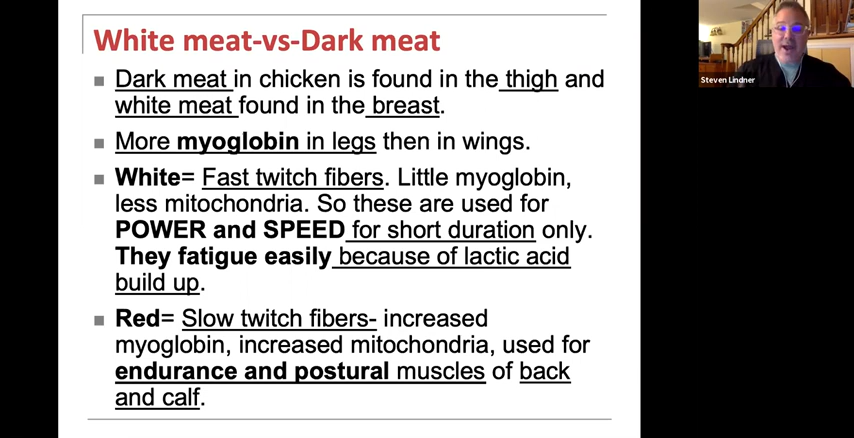 White meat-vs-Dark meat
Dark meat in chicken is found in the thigh and
white meat found in the breast.
More myoglobin in legs then in wings.
White= Fast twitch fibers. Little myoglobin,
less mitochondria. So these are used for
POWER and SPEED for short duration only.
They fatigue easily because of lactic acid
build up.
Red= Slow twitch fibers- increased
myoglobin, increased mitochondria, used for
endurance and postural muscles of back
and calf.
Steven Lindner